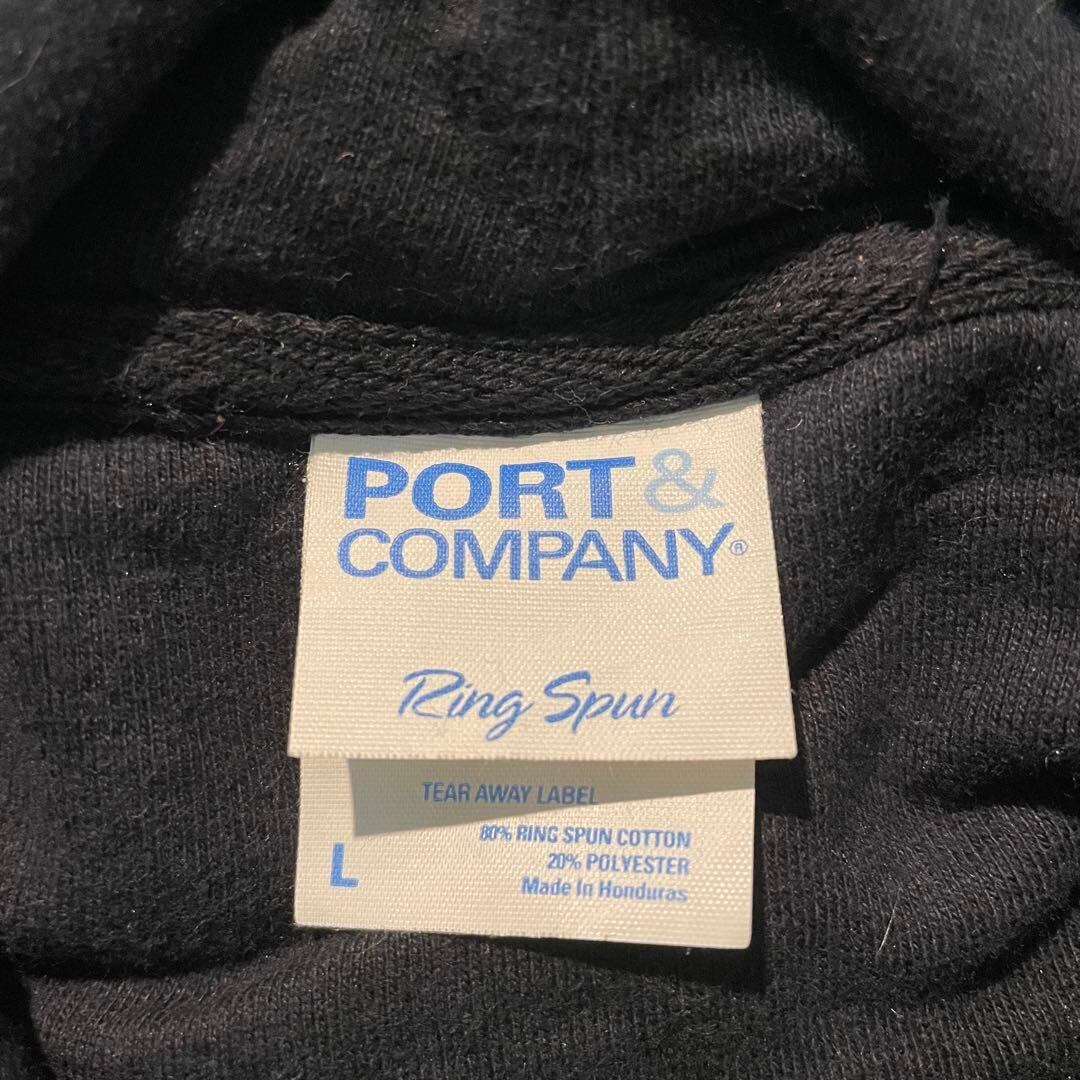 PORT &
COMPANY®
Ring Spun
TEAR AWAY LABEL
80% RING SPUN COTTON
20% POLYESTER
L
Made In Honduras